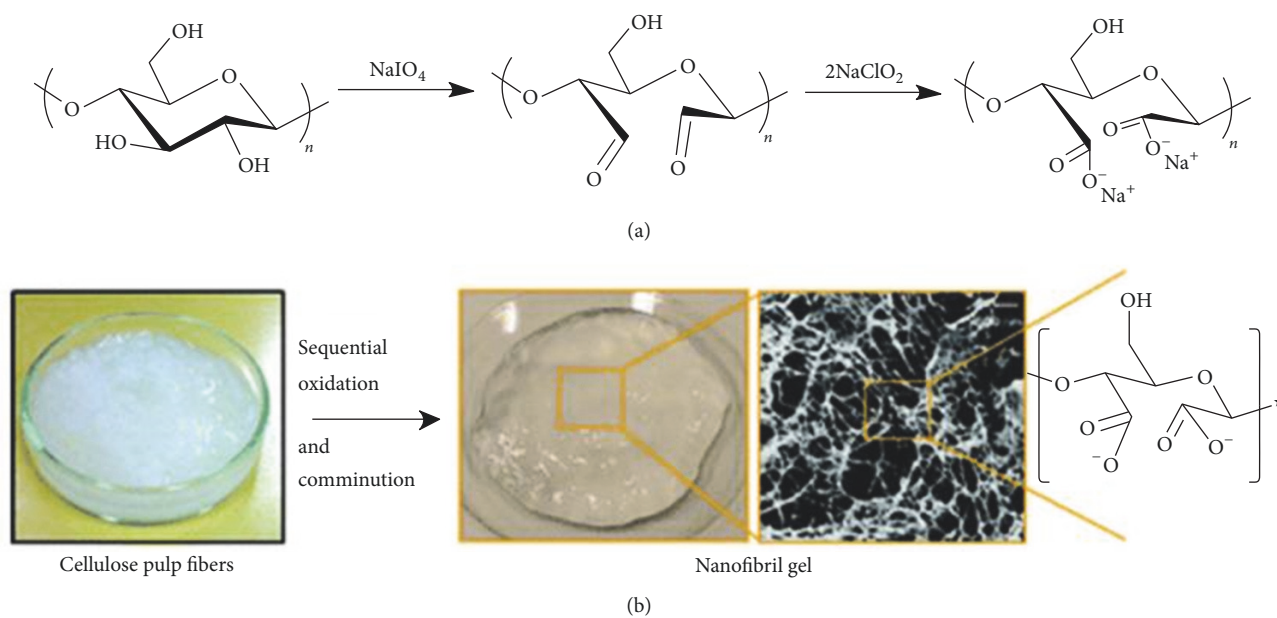 OH
O
O
HO
OH
n
NaIO₄
OH
O
O
O
O
n
2NaClO₂
OH
O
O
O
O
O⁻
O⁻
Na⁺
Na⁺
n
(a)
Sequential
oxidation
and
comminution
Cellulose pulp fibers
Nanofibril gel
OH
O
O
O
O
⁻O
O⁻
(b)